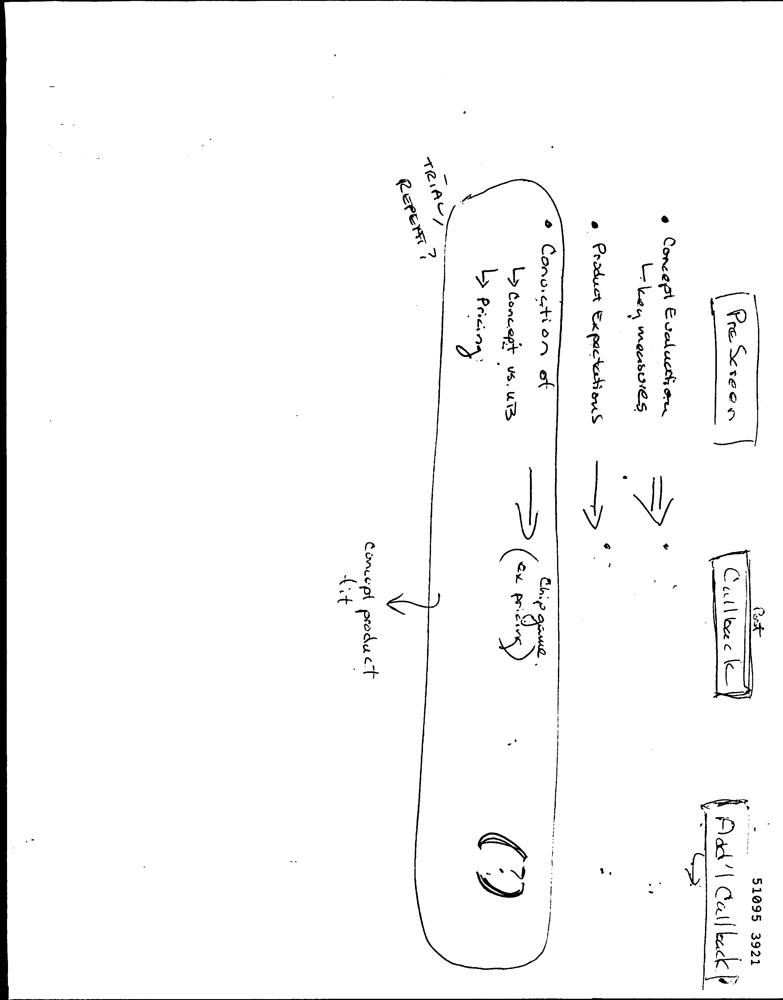 PreScreen
Post
Callback
Add'l Callback
• Concept Evaluation
↳ key measures
• Product Expectations
• Conviction of
↳ Concept vs. UB
↳ Pricing
Chip game
(ex pricing)
(?)
TRIAL,
REPEAT?
Concept product
fit
51095 3921